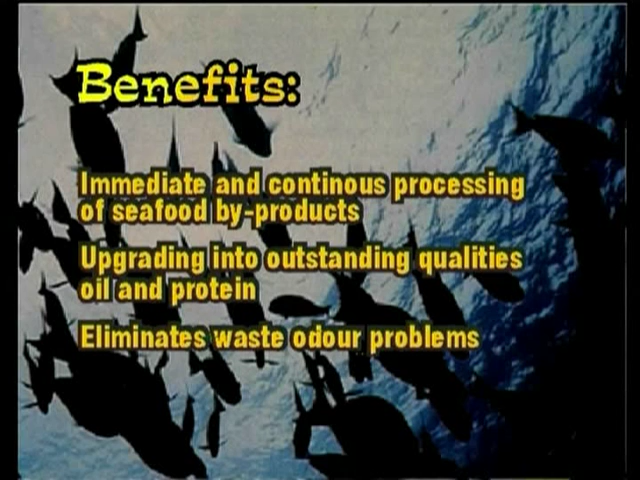 Benefits:
Immediate and continous processing
of seafood by-products
Upgrading into outstanding qualities
oil and protein
Eliminates waste odour problems